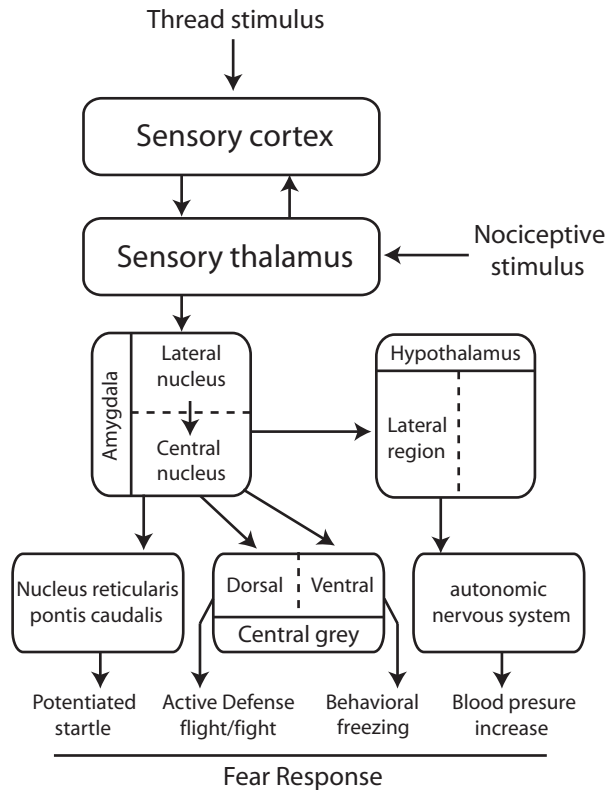 Thread stimulus
Sensory cortex
Sensory thalamus
Nociceptive
stimulus
Amygdala
Lateral
nucleus
Central
nucleus
Hypothalamus
Lateral
region
Nucleus reticularis
pontis caudalis
Dorsal
Ventral
Central grey
autonomic
nervous system
Potentiated
startle
Active Defense
flight/fight
Behavioral
freezing
Blood presure
increase
Fear Response